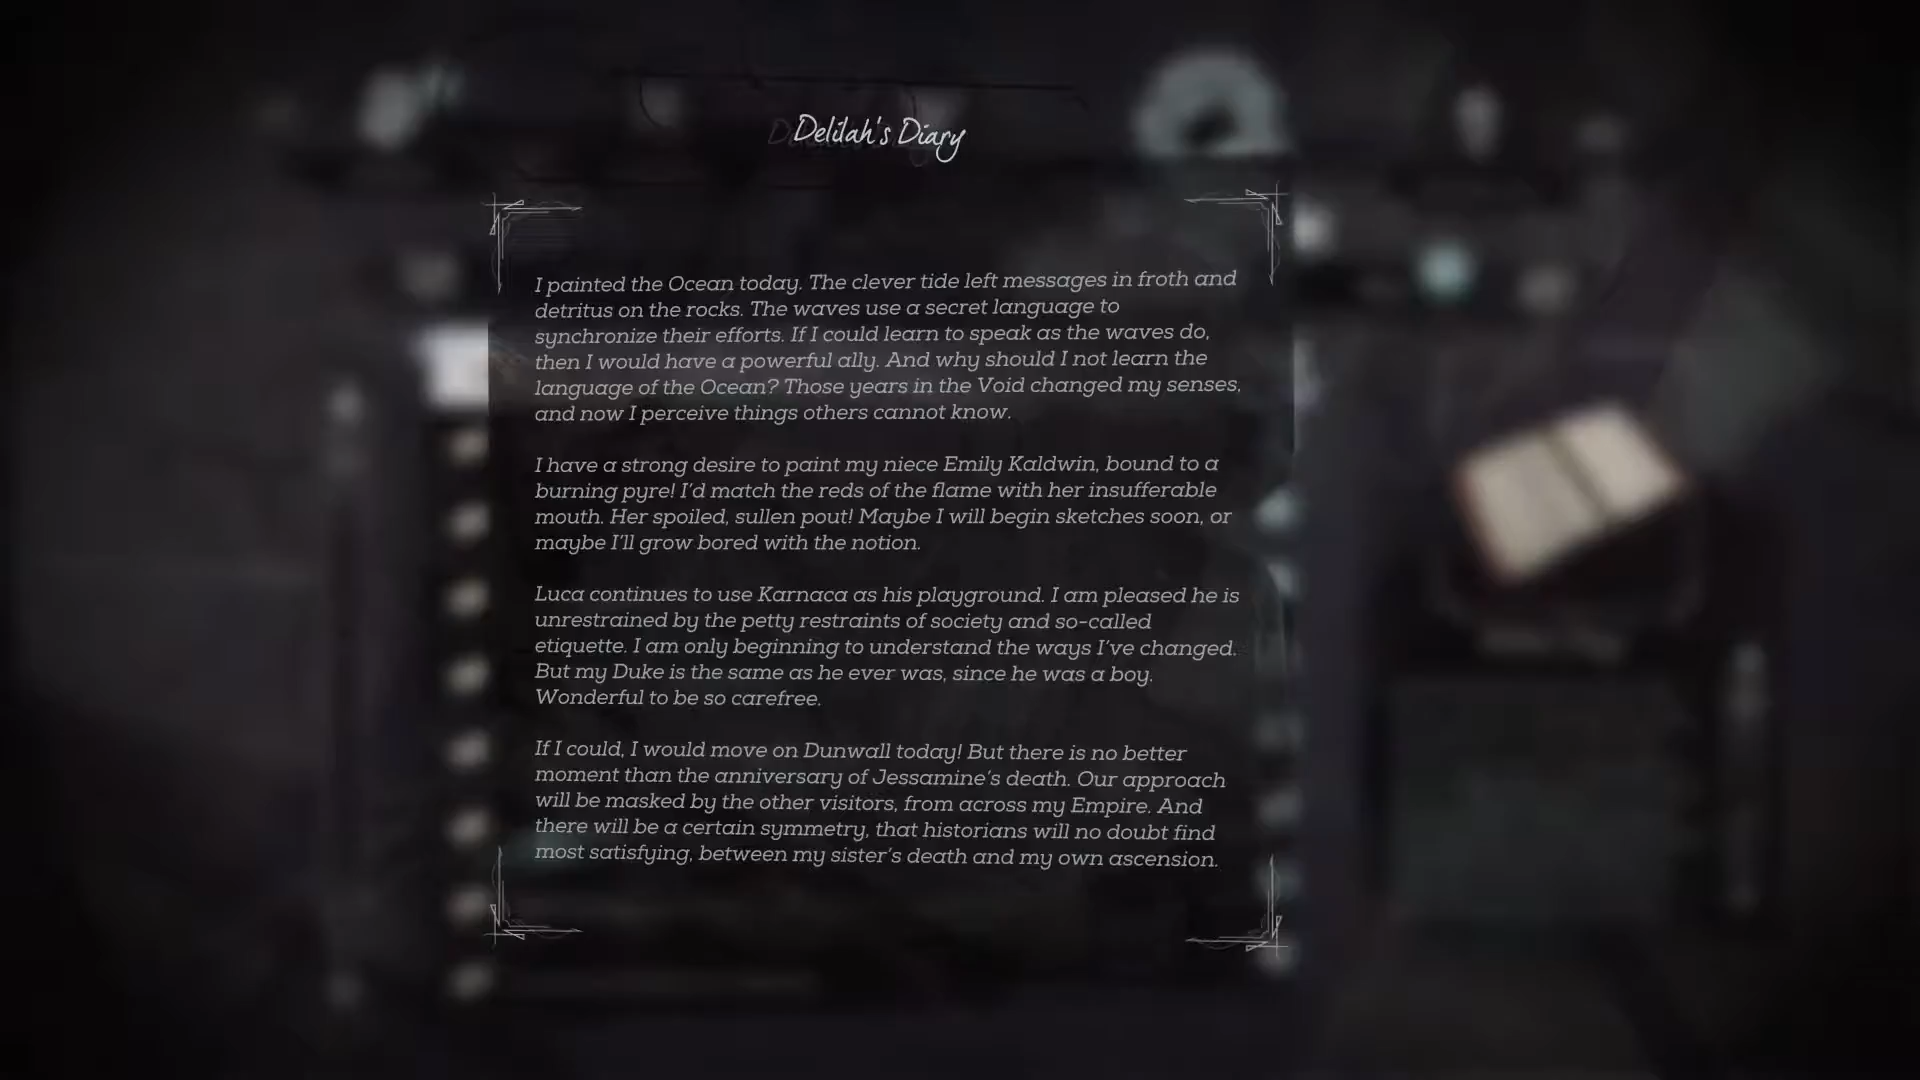 Delilah's Diary
I painted the Ocean today. The clever tide left messages in froth and
detritus on the rocks. The waves use a secret language to
synchronize their efforts. If I could learn to speak as the waves do,
then I would have a powerful ally. And why should I not learn the
language of the Ocean? Those years in the Void changed my senses,
and now I perceive things others cannot know.
I have a strong desire to paint my niece Emily Kaldwin, bound to a
burning pyre! I'd match the reds of the flame with her insufferable
mouth. Her spoiled, sullen pout! Maybe I will begin sketches soon, or
maybe I'll grow bored with the notion.
Luca continues to use Karnaca as his playground. I am pleased he is
unrestrained by the petty restraints of society and so-called
etiquette. I am only beginning to understand the ways I've changed.
But my Duke is the same as he ever was, since he was a boy.
Wonderful to be so carefree.
If I could, I would move on Dunwall today! But there is no better
moment than the anniversary of Jessamine's death. Our approach
will be masked by the other visitors, from across my Empire. And
there will be a certain symmetry, that historians will no doubt find
most satisfying, between my sister's death and my own ascension.